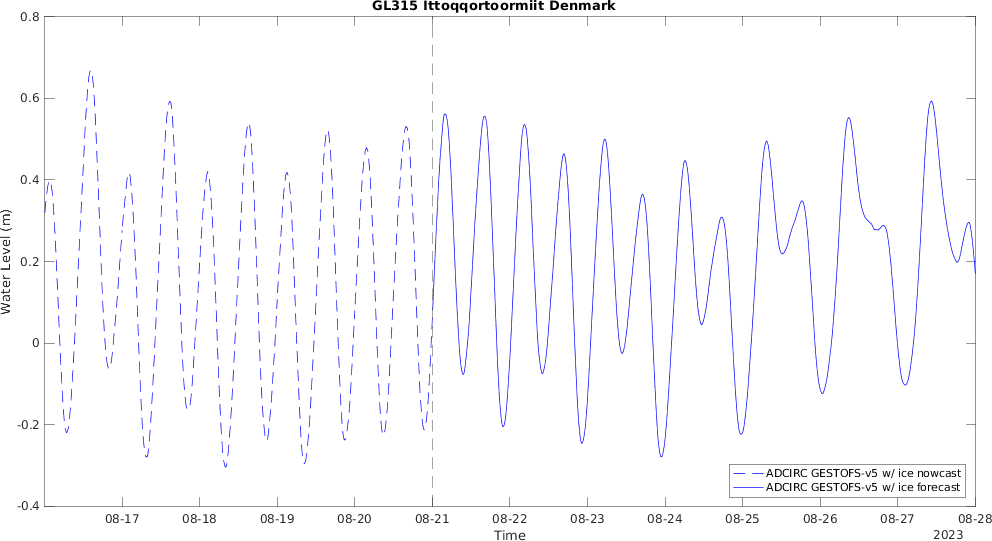 GL315 Ittoqqortoormiit Denmark
0.8
0.6
0.4
0.2
0
-0.2
-0.4
Water Level (m)
08-17 08-18 08-19 08-20 08-21 08-22 08-23 08-24 08-25 08-26 08-27 08-28
Time
2023
ADCIRC GESTOFS-v5 w/ ice nowcast
ADCIRC GESTOFS-v5 w/ ice forecast